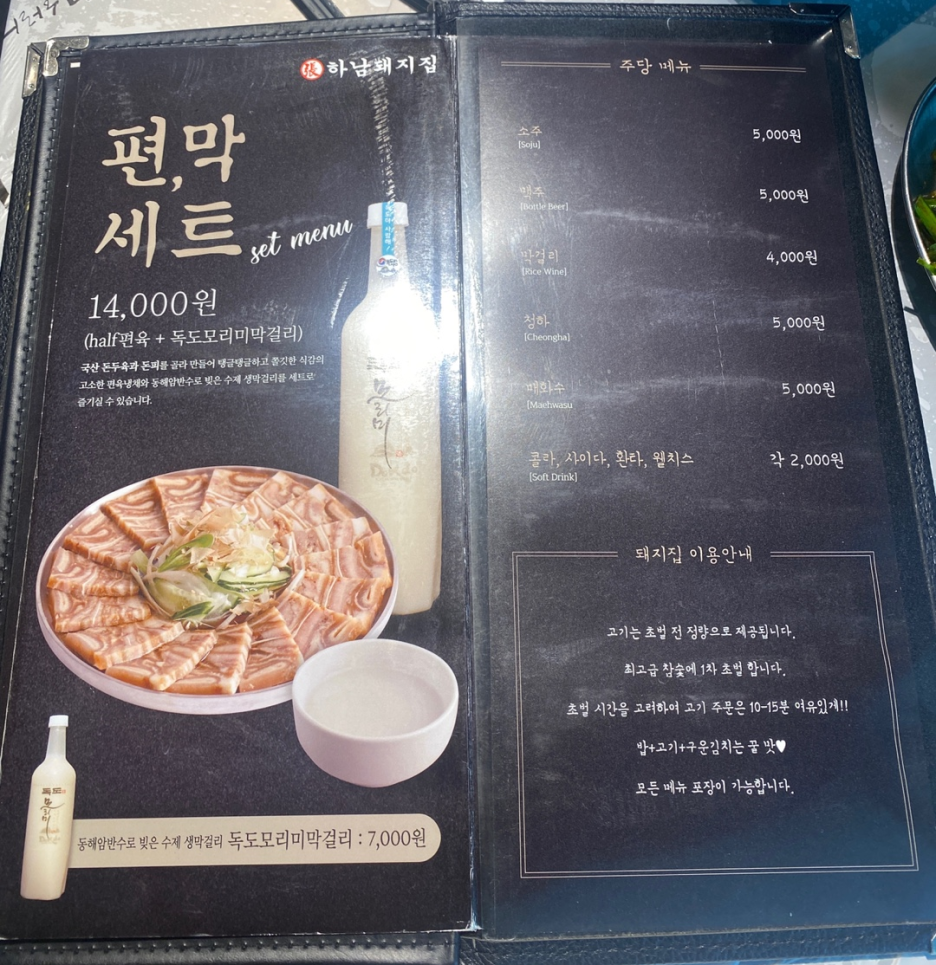 張 하남돼지집
편,막
세트 set menu
14,000원
(half편육 + 독도모리미막걸리)
국산 돈두육과 돈피를 골라 만들어 탱글탱글하고 쫄깃한 식감의
고소한 편육냉채와 동해암반수로 빚은 수제 생막걸리를 세트로
즐기실 수 있습니다.
모리미
독도
모리미
동해암반수로 빚은 수제 생막걸리 독도모리미막걸리 : 7,000원
주당 메뉴
소주 5,000원
[Soju]
맥주 5,000원
[Bottle Beer]
막걸리 4,000원
[Rice Wine]
청하 5,000원
[Cheongha]
매화수 5,000원
[Maehwasu
콜라, 사이다, 환타, 웰치스 각 2,000원
[Soft Drink]
돼지집 이용안내
고기는 초벌 전 정량으로 제공됩니다.
최고급 참숯에 1차 초벌 합니다.
초벌 시간을 고려하여 고기 주문은 10-15분 여유있게!!
밥+고기+구운김치는 꿀 맛♥
모든 메뉴 포장이 가능합니다.